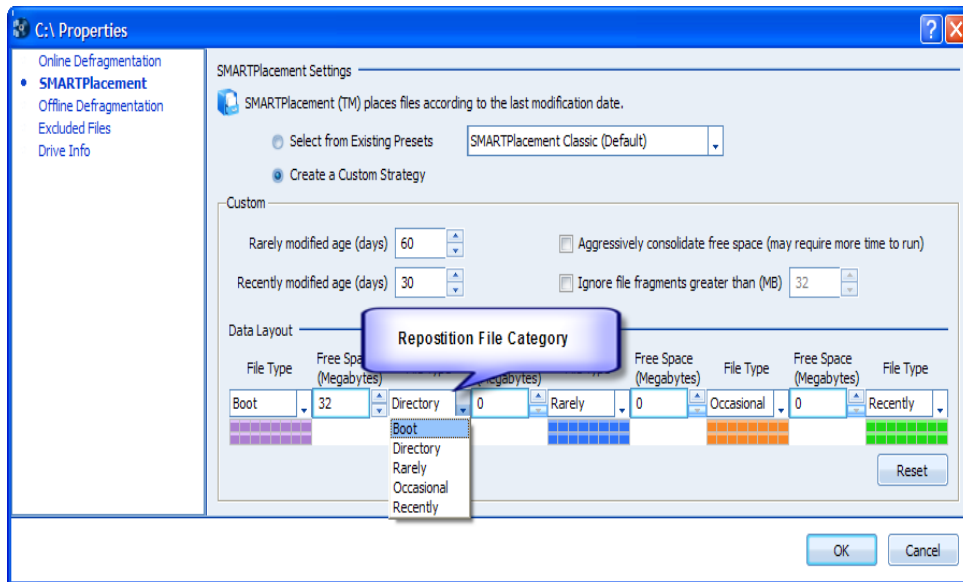 C:\ Properties
Online Defragmentation
SMARTPlacement
Offline Defragmentation
Excluded Files
Drive Info
SMARTPlacement Settings
SMARTPlacement (TM) places files according to the last modification date.
Select from Existing Presets
SMARTPlacement Classic (Default)
Create a Custom Strategy
Custom
Rarely modified age (days) 60
Aggressively consolidate free space (may require more time to run)
Recently modified age (days) 30
Ignore file fragments greater than (MB) 32
Data Layout
Repostition File Category
File Type
Free Space
(Megabytes)
Free Space
(Megabytes)
File Type
Free Space
(Megabytes)
File Type
Boot 32 Directory 0 Rarely 0 Occasional 0 Recently
Boot
Directory
Rarely
Occasional
Recently
Reset
OK Cancel